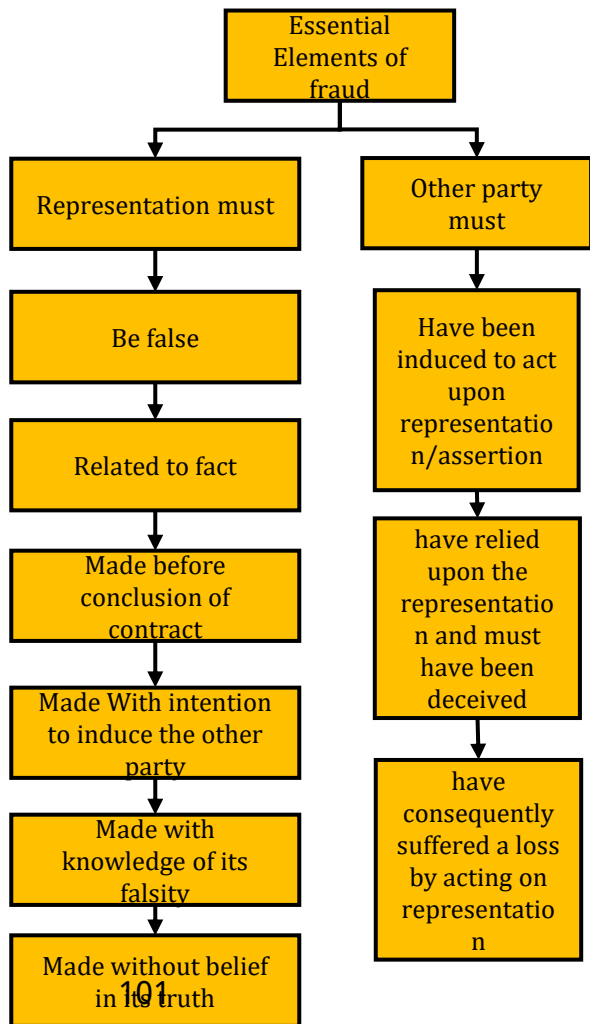 Essential
Elements of
fraud
Representation must
Be false
Related to fact
Made before
conclusion of
contract
Made With intention
to induce the other
party
Made with
knowledge of its
falsity
Made without belief
in its truth
101
Other party
must
Have been
induced to act
upon
representatio
n/assertion
have relied
upon the
representatio
n and must
have been
deceived
have
consequently
suffered a loss
by acting on
representatio
n